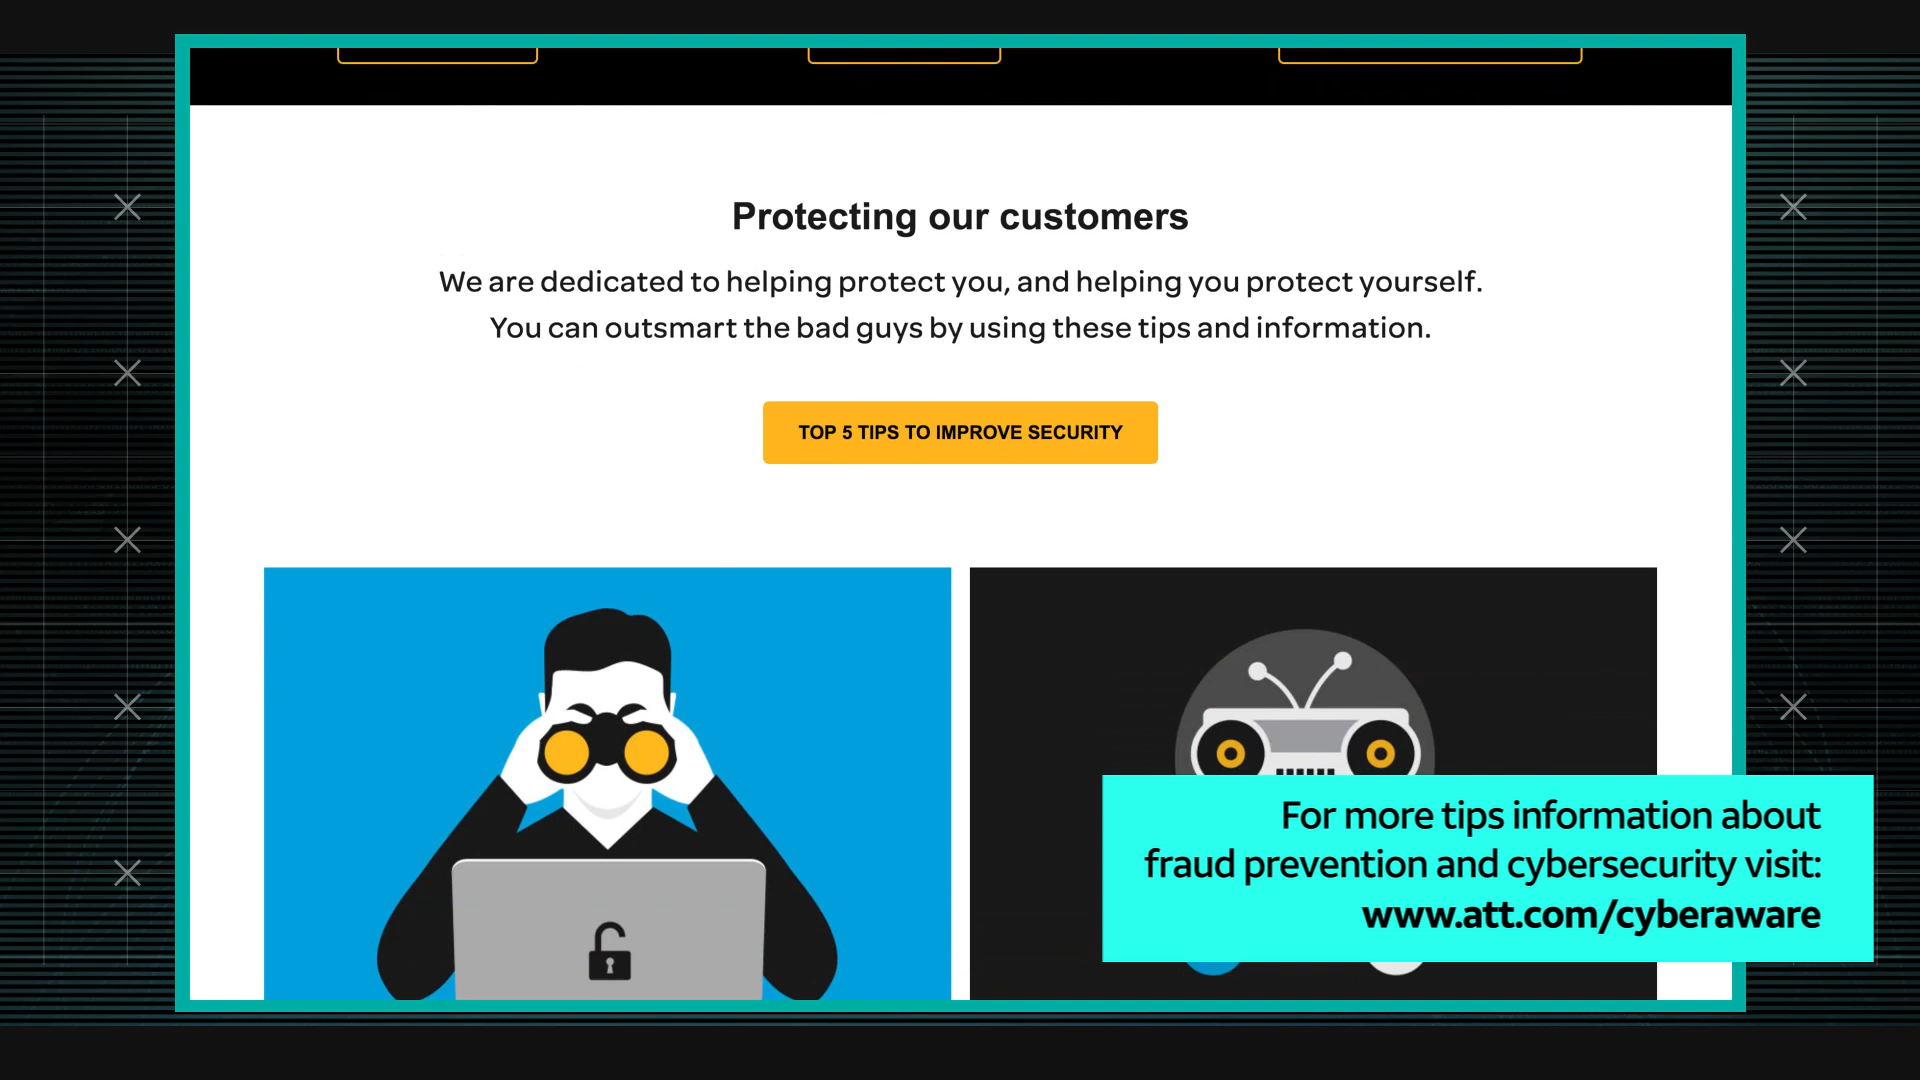 Protecting our customers
We are dedicated to helping protect you, and helping you protect yourself.
You can outsmart the bad guys by using these tips and information.
TOP 5 TIPS TO IMPROVE SECURITY
For more tips information about
fraud prevention and cybersecurity visit:
www.att.com/cyberaware